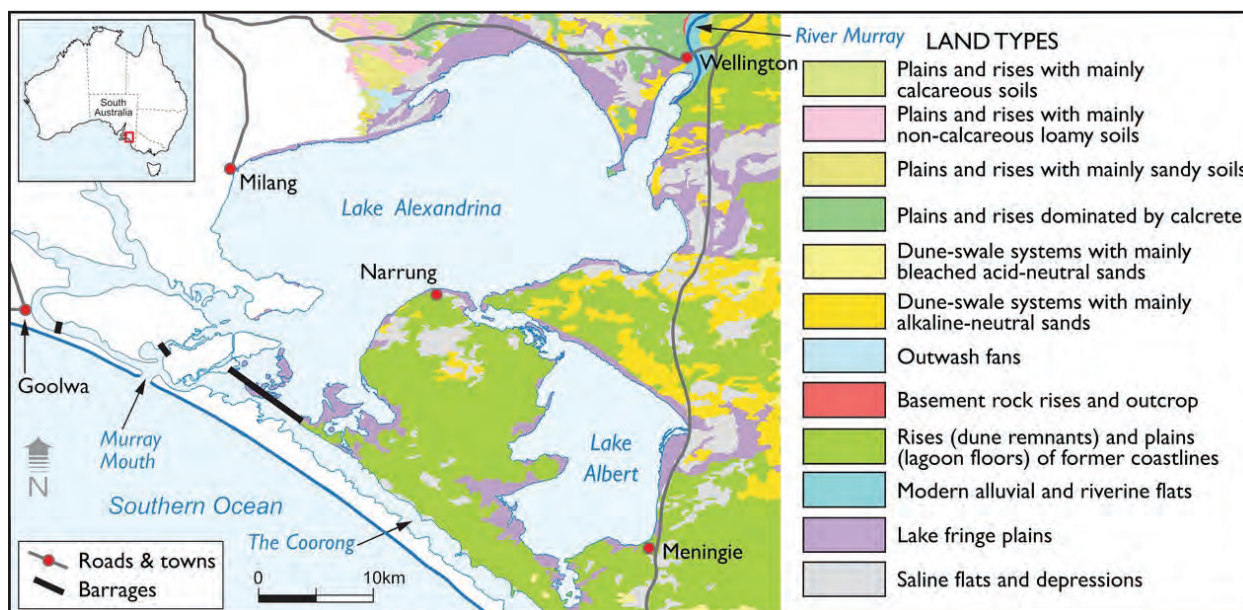 South
Australia
River Murray
Wellington
Milang
Lake Alexandrina
Narrung
Goolwa
Murray
Mouth
Lake
Albert
N
Southern Ocean
The Coorong
Meningie
Roads & towns
Barrages
0
10km
LAND TYPES
Plains and rises with mainly
calcareous soils
Plains and rises with mainly
non-calcareous loamy soils
Plains and rises with mainly sandy soils
Plains and rises dominated by calcrete
Dune-swale systems with mainly
bleached acid-neutral sands
Dune-swale systems with mainly
alkaline-neutral sands
Outwash fans
Basement rock rises and outcrop
Rises (dune remnants) and plains
(lagoon floors) of former coastlines
Modern alluvial and riverine flats
Lake fringe plains
Saline flats and depressions